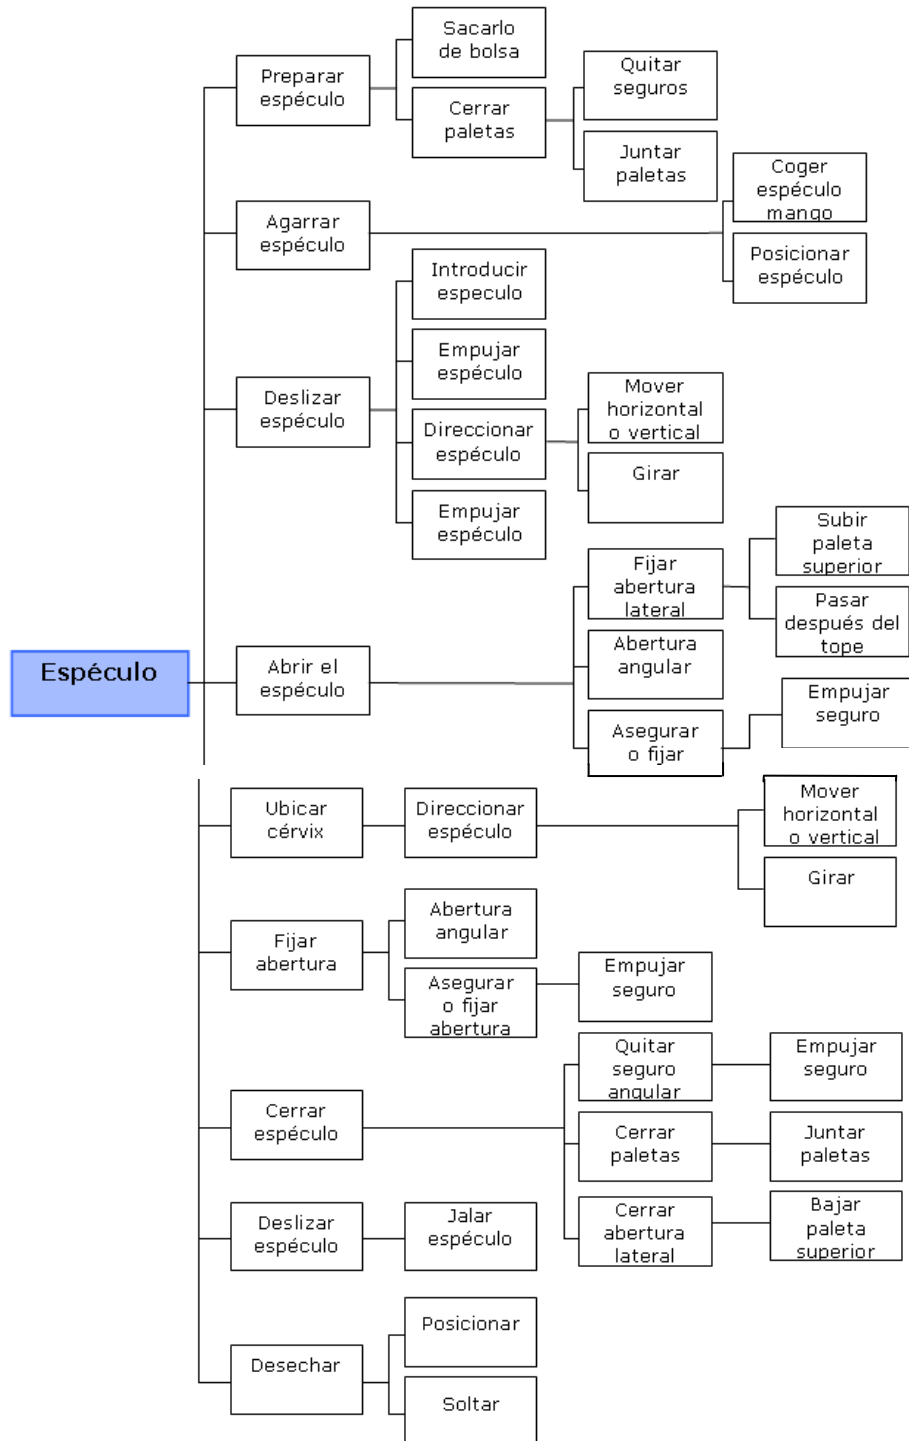 Sacarlo
de bolsa
Preparar
espéculo
Cerrar
paletas
Quitar
seguros
Juntar
paletas
Agarrar
espéculo
Coger
espéculo
mango
Posicionar
espéculo
Deslizar
espéculo
Introducir
especulo
Empujar
espéculo
Direccionar
espéculo
Mover
horizontal
o vertical
Girar
Empujar
espéculo
Espéculo
Abrir el
espéculo
Fijar
abertura
lateral
Subir
paleta
superior
Pasar
después del
tope
Abertura
angular
Asegurar
o fijar
Empujar
seguro
Ubicar
cérvix
Direccionar
espéculo
Mover
horizontal
o vertical
Girar
Fijar
abertura
Abertura
angular
Asegurar
o fijar
abertura
Empujar
seguro
Cerrar
espéculo
Quitar
seguro
angular
Empujar
seguro
Cerrar
paletas
Juntar
paletas
Cerrar
abertura
lateral
Bajar
paleta
superior
Deslizar
espéculo
Jalar
espéculo
Desechar
Posicionar
Soltar